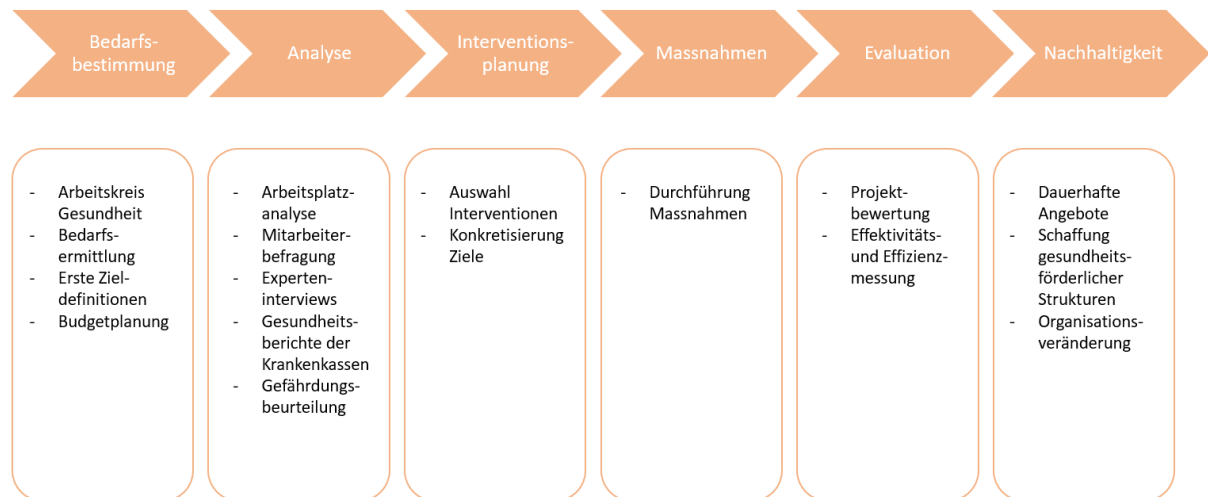 Bedarfs-
bestimmung
Analyse
Interventions-
planung
Massnahmen
Evaluation
Nachhaltigkeit
- Arbeitskreis
Gesundheit
- Bedarfs-
ermittlung
- Erste Ziel-
definitionen
- Budgetplanung
- Arbeitsplatz-
analyse
- Mitarbeiter-
befragung
- Experten-
interviews
- Gesundheits-
berichte der
Krankenkassen
- Gefährdungs-
beurteilung
- Auswahl
Interventionen
- Konkretisierung
Ziele
- Durchführung
Massnahmen
- Projekt-
bewertung
- Effektivitäts-
und Effizienz-
messung
- Dauerhafte
Angebote
- Schaffung
gesundheits-
förderlicher
Strukturen
- Organisations-
veränderung